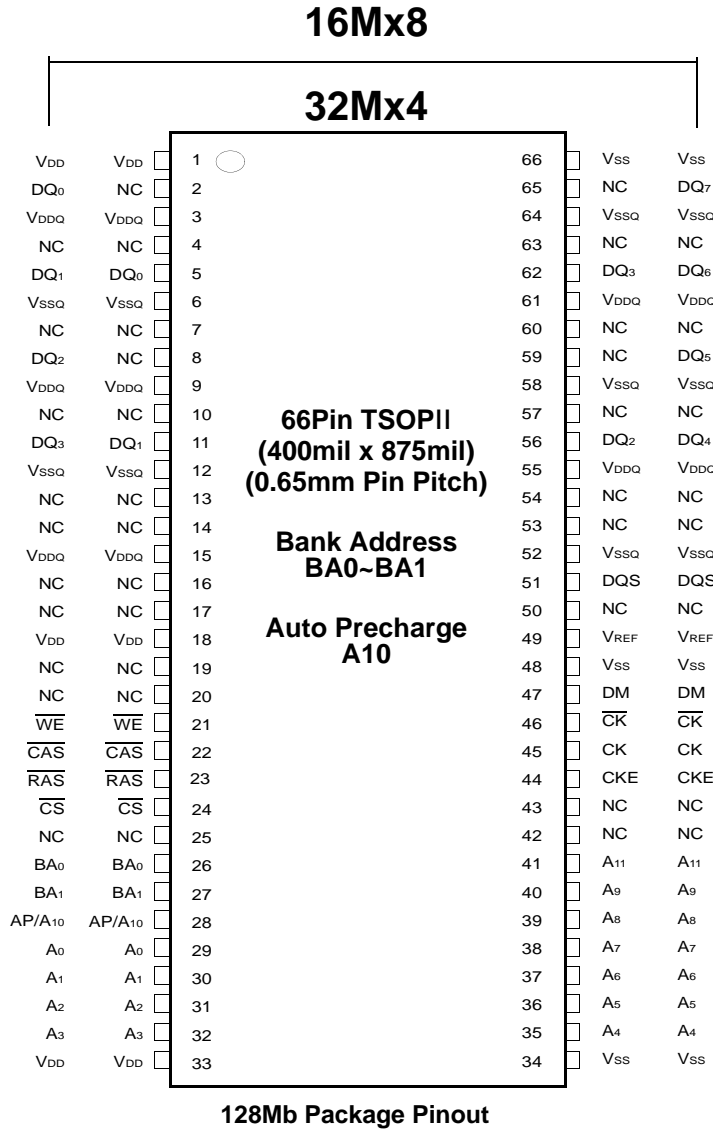 16Mx8
32Mx4
VDD VDD 1 66 VSS VSS
DQ0 NC 2 65 NC DQ7
VDDQ VDDQ 3 64 VSSQ VSSQ
NC NC 4 63 NC NC
DQ1 DQ0 5 62 DQ3 DQ6
VSSQ VSSQ 6 61 VDDQ VDDQ
NC NC 7 60 NC NC
DQ2 NC 8 59 NC DQ5
VDDQ VDDQ 9 58 VSSQ VSSQ
NC NC 10 57 NC NC
DQ3 DQ1 11 56 DQ2 DQ4
VSSQ VSSQ 12 55 VDDQ VDDQ
NC NC 13 54 NC NC
NC NC 14 53 NC NC
VDDQ VDDQ 15 52 VSSQ VSSQ
NC NC 16 51 DQS DQS
NC NC 17 50 NC NC
VDD VDD 18 49 VREF VREF
NC NC 19 48 VSS VSS
NC NC 20 47 DM DM
W̅E̅ W̅E̅ 21 46 C̅K̅ C̅K̅
C̅A̅S̅ C̅A̅S̅ 22 45 CK CK
R̅A̅S̅ R̅A̅S̅ 23 44 CKE CKE
C̅S̅ C̅S̅ 24 43 NC NC
NC NC 25 42 NC NC
BA0 BA0 26 41 A11 A11
BA1 BA1 27 40 A9 A9
AP/A10 AP/A10 28 39 A8 A8
A0 A0 29 38 A7 A7
A1 A1 30 37 A6 A6
A2 A2 31 36 A5 A5
A3 A3 32 35 A4 A4
VDD VDD 33 34 VSS VSS
66Pin TSOPII
(400mil x 875mil)
(0.65mm Pin Pitch)
Bank Address
BA0~BA1
Auto Precharge
A10
128Mb Package Pinout